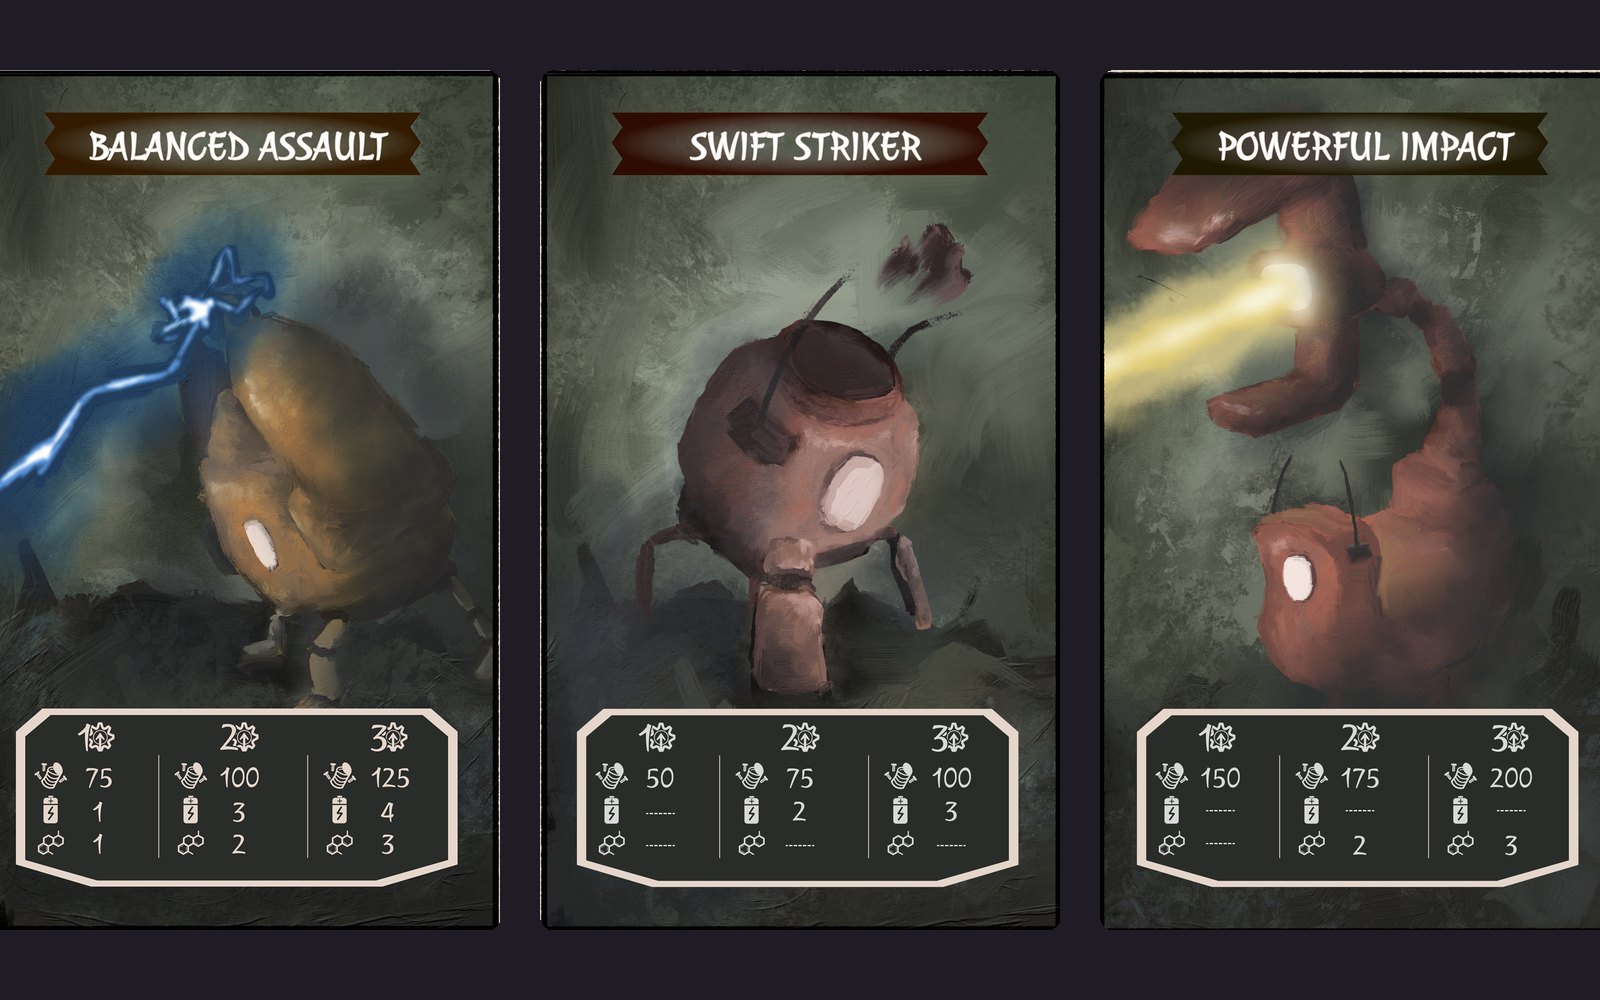 BALANCED ASSAULT
1 2 3
75 100 125
1 3 4
1 2 3
SWIFT STRIKER
1 2 3
50 75 100
------ 2 3
------ ------ ------
POWERFUL IMPACT
1 2 3
150 175 200
------ ------ ------
------ 2 3